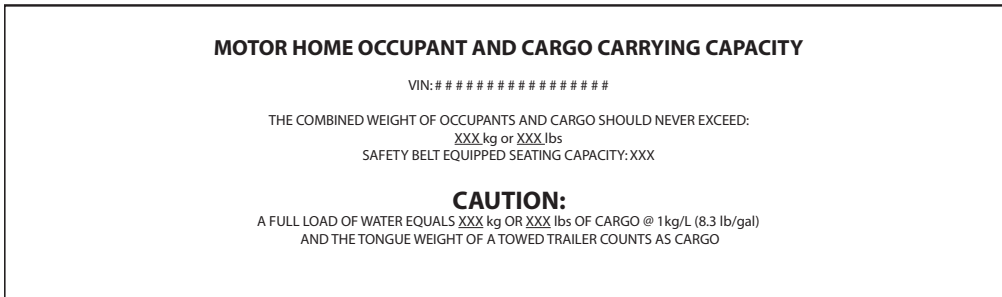 MOTOR HOME OCCUPANT AND CARGO CARRYING CAPACITY
VIN: # # # # # # # # # # # # # # # # #
THE COMBINED WEIGHT OF OCCUPANTS AND CARGO SHOULD NEVER EXCEED:
XXX kg or XXX lbs
SAFETY BELT EQUIPPED SEATING CAPACITY: XXX
CAUTION:
A FULL LOAD OF WATER EQUALS XXX kg OR XXX lbs OF CARGO @ 1kg/L (8.3 lb/gal)
AND THE TONGUE WEIGHT OF A TOWED TRAILER COUNTS AS CARGO